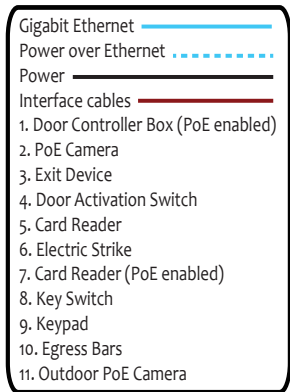 Gigabit Ethernet
Power over Ethernet
Power
Interface cables
1. Door Controller Box (PoE enabled)
2. PoE Camera
3. Exit Device
4. Door Activation Switch
5. Card Reader
6. Electric Strike
7. Card Reader (PoE enabled)
8. Key Switch
9. Keypad
10. Egress Bars
11. Outdoor PoE Camera